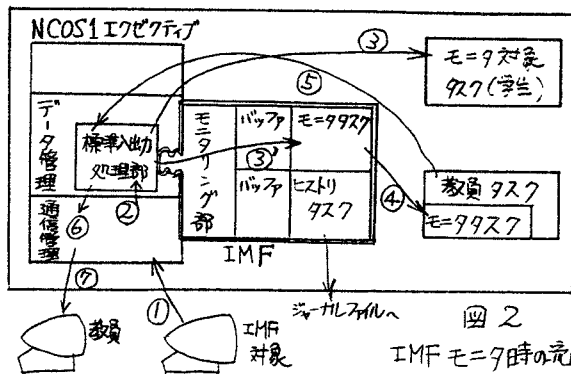 NCOS1 エクゼクティブ
データ管理
標準入出力
処理部
通信管理
モニタリング部
バッファ
モニタタスク
バッファ
ヒストリ
タスク
IMF
モニタ対象
タスク(学生)
教員タスク
モニタタスク
①
②
③
③'
④
⑤
⑥
⑦
教員
IMF
対象
ジャーナルファイルへ
図2
IMF モニタ時の流